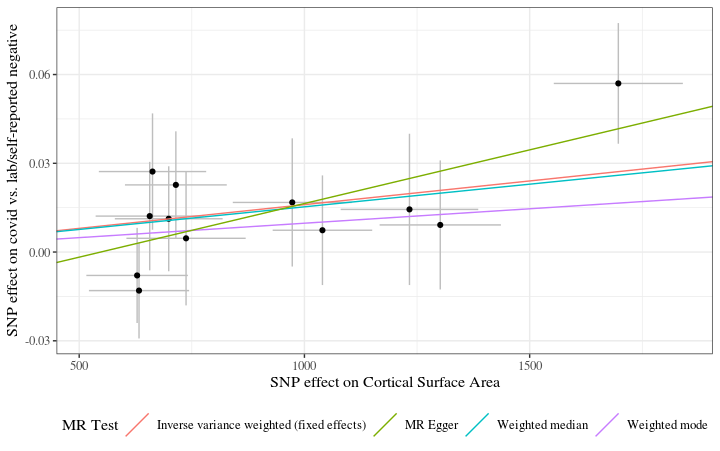 SNP effect on covid vs. lab/self-reported negative
0.06
0.03
0.00
-0.03
500
1000
1500
SNP effect on Cortical Surface Area
MR Test Inverse variance weighted (fixed effects) MR Egger Weighted median Weighted mode